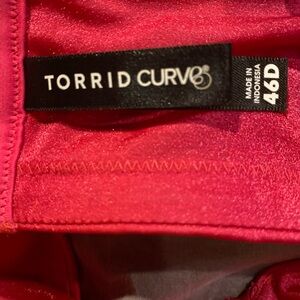 TORRID CURVE®
MADE IN
INDONESIA
46D